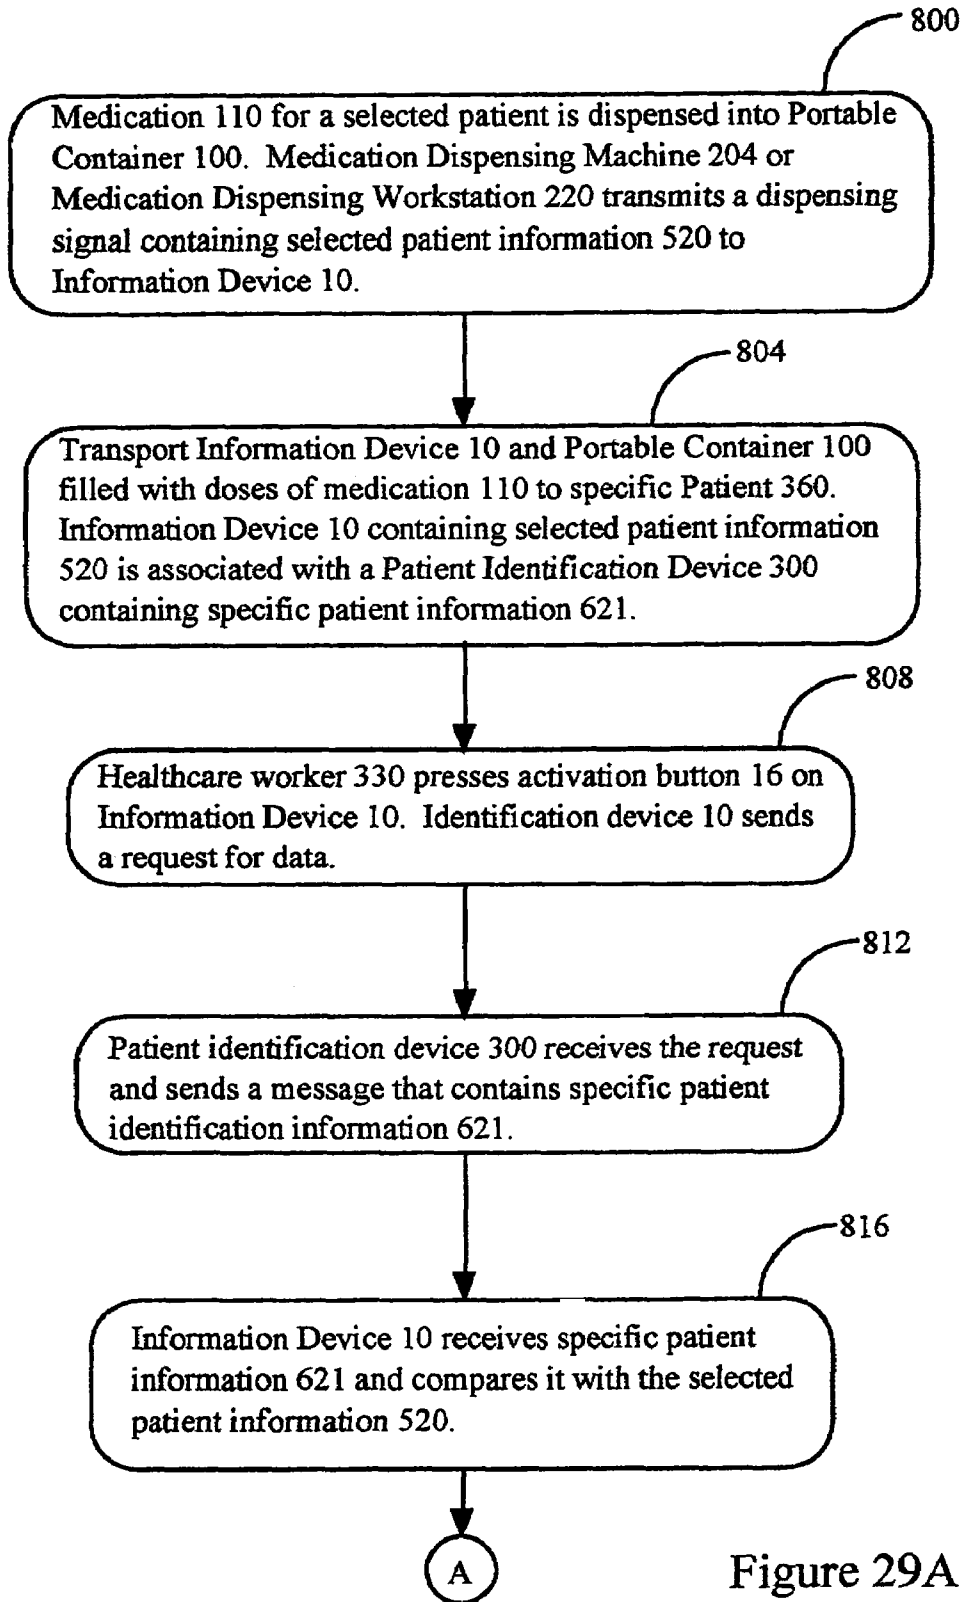 800
Medication 110 for a selected patient is dispensed into Portable
Container 100. Medication Dispensing Machine 204 or
Medication Dispensing Workstation 220 transmits a dispensing
signal containing selected patient information 520 to
Information Device 10.
804
Transport Information Device 10 and Portable Container 100
filled with doses of medication 110 to specific Patient 360.
Information Device 10 containing selected patient information
520 is associated with a Patient Identification Device 300
containing specific patient information 621.
808
Healthcare worker 330 presses activation button 16 on
Information Device 10. Identification device 10 sends
a request for data.
812
Patient identification device 300 receives the request
and sends a message that contains specific patient
identification information 621.
816
Information Device 10 receives specific patient
information 621 and compares it with the selected
patient information 520.
A
Figure 29A